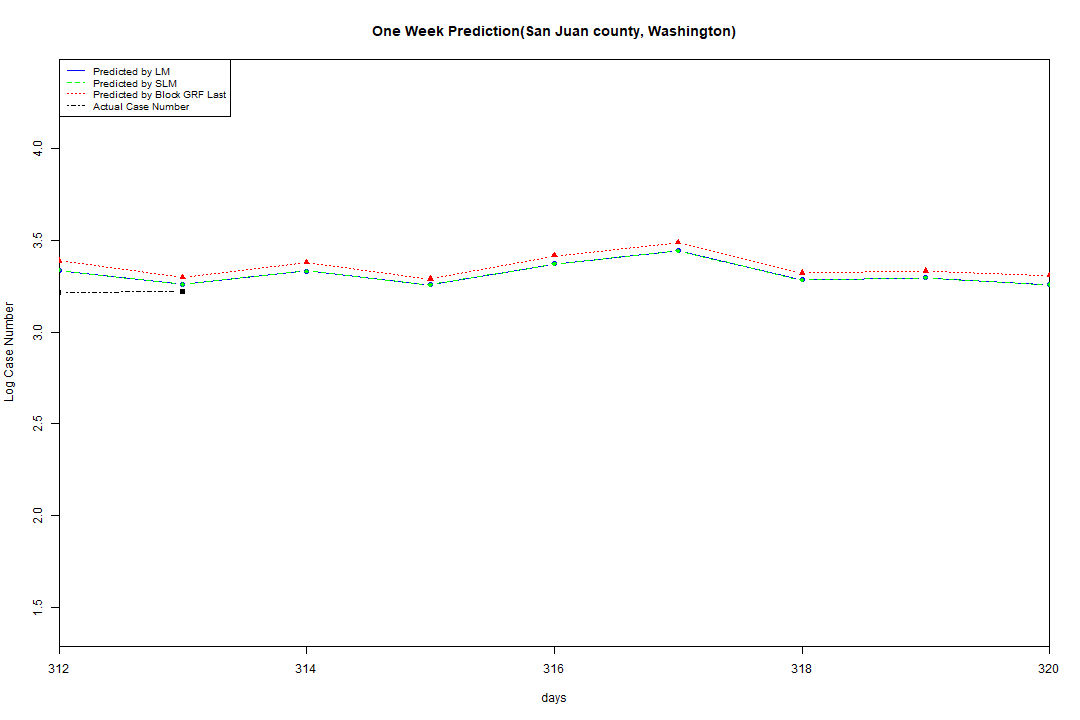 One Week Prediction(San Juan county, Washington)
Predicted by LM
Predicted by SLM
Predicted by Block GRF Last
Actual Case Number
4.0
3.5
3.0
2.5
2.0
1.5
Log Case Number
312
314
316
318
320
days